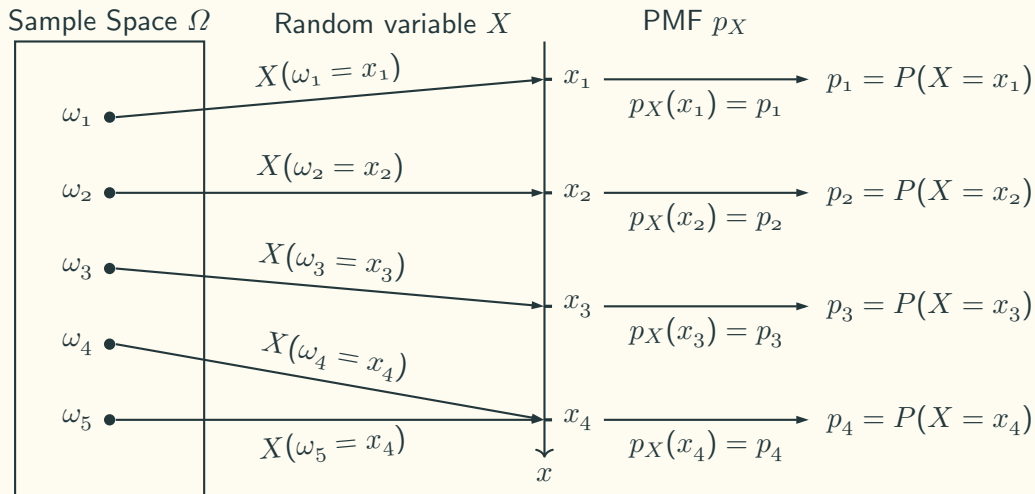 Sample Space Ω Random variable X PMF p_X
ω₁ X(ω₁ = x₁) x₁ p_X(x₁) = p₁ p₁ = P(X = x₁)
ω₂ X(ω₂ = x₂) x₂ p_X(x₂) = p₂ p₂ = P(X = x₂)
ω₃ X(ω₃ = x₃) x₃ p_X(x₃) = p₃ p₃ = P(X = x₃)
ω₄ X(ω₄ = x₄)
ω₅ X(ω₅ = x₄) x₄ p_X(x₄) = p₄ p₄ = P(X = x₄)
x